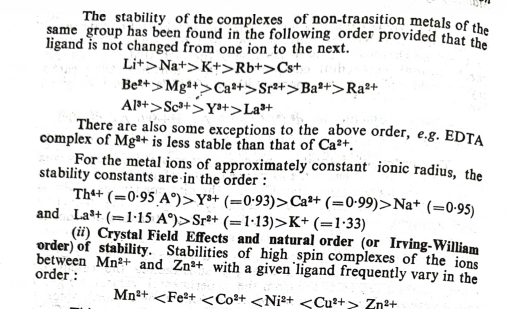 The stability of the complexes of non-transition metals of the
same group has been found in the following order provided that the
ligand is not changed from one ion to the next.
Li+>Na+>K+>Rb+>Cs+
Be²+>Mg²+>Ca²+>Sr²+>Ba²+>Ra²+
Al³+>Sc³+>Y³+>La³+
There are also some exceptions to the above order, e.g. EDTA
complex of Mg²+ is less stable than that of Ca²+.
For the metal ions of approximately constant ionic radius, the
stability constants are in the order :
Th⁴+ (=0·95 A°)>Y³+ (=0·93)>Ca²+ (=0·99)>Na+ (=0·95)
and La³+ (=1·15 A°)>Sr²+ (=1·13)>K+ (=1·33)
(ii) Crystal Field Effects and natural order (or Irving-William
order) of stability. Stabilities of high spin complexes of the ions
between Mn²+ and Zn²+ with a given ligand frequently vary in the
order :
Mn²+ <Fe²+ <Co²+ <Ni²+ <Cu²+> Zn²+